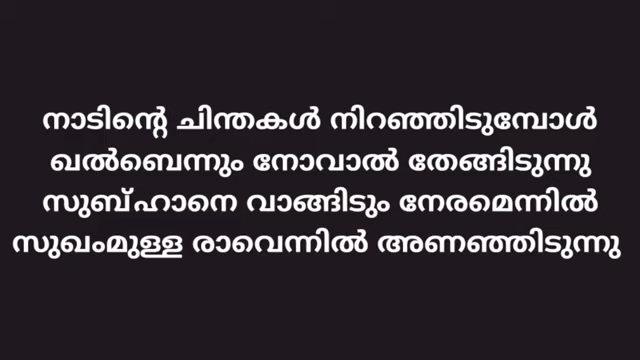 നാടിന്റെ ചിന്തകൾ നിറഞ്ഞിടുമ്പോൾ
ഖൽബെന്നും നോവാൽ തേങ്ങിടുന്നു
സുബ്ഹാനെ വാങ്ങിടും നേരമെന്നിൽ
സുഖംമുള്ള രാവെന്നിൽ അണഞ്ഞിടുന്നു